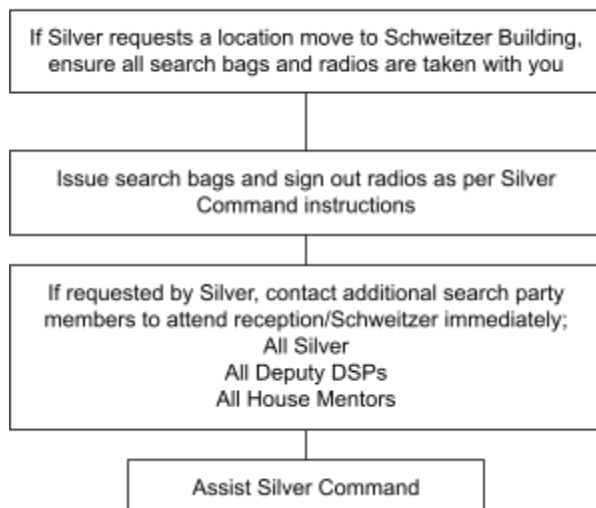 If Silver requests a location move to Schweitzer Building,
ensure all search bags and radios are taken with you
Issue search bags and sign out radios as per Silver
Command instructions
If requested by Silver, contact additional search party
members to attend reception/Schweitzer immediately;
All Silver
All Deputy DSPs
All House Mentors
Assist Silver Command